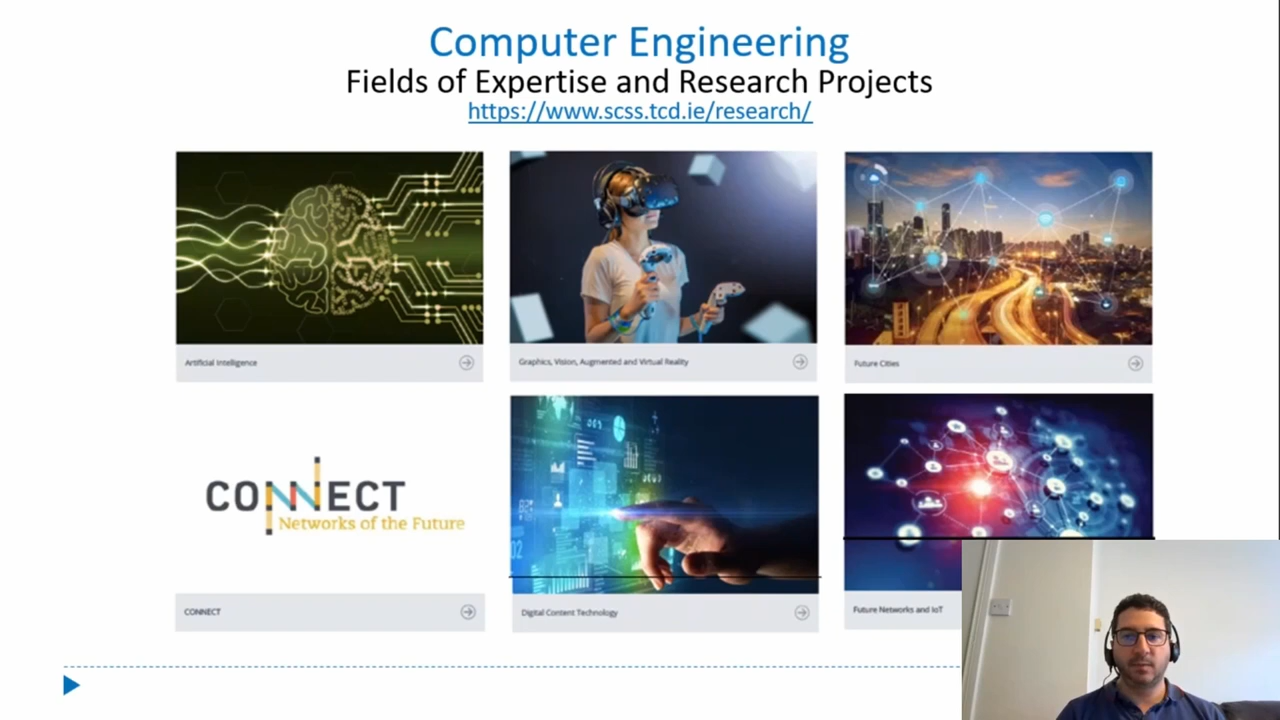 Computer Engineering
Fields of Expertise and Research Projects
https://www.scss.tcd.ie/research/
Artificial Intelligence
Graphics, Vision, Augmented and Virtual Reality
Future Cities
CONNECT
Networks of the Future
CONNECT
Digital Content Technology
Future Networks and IoT